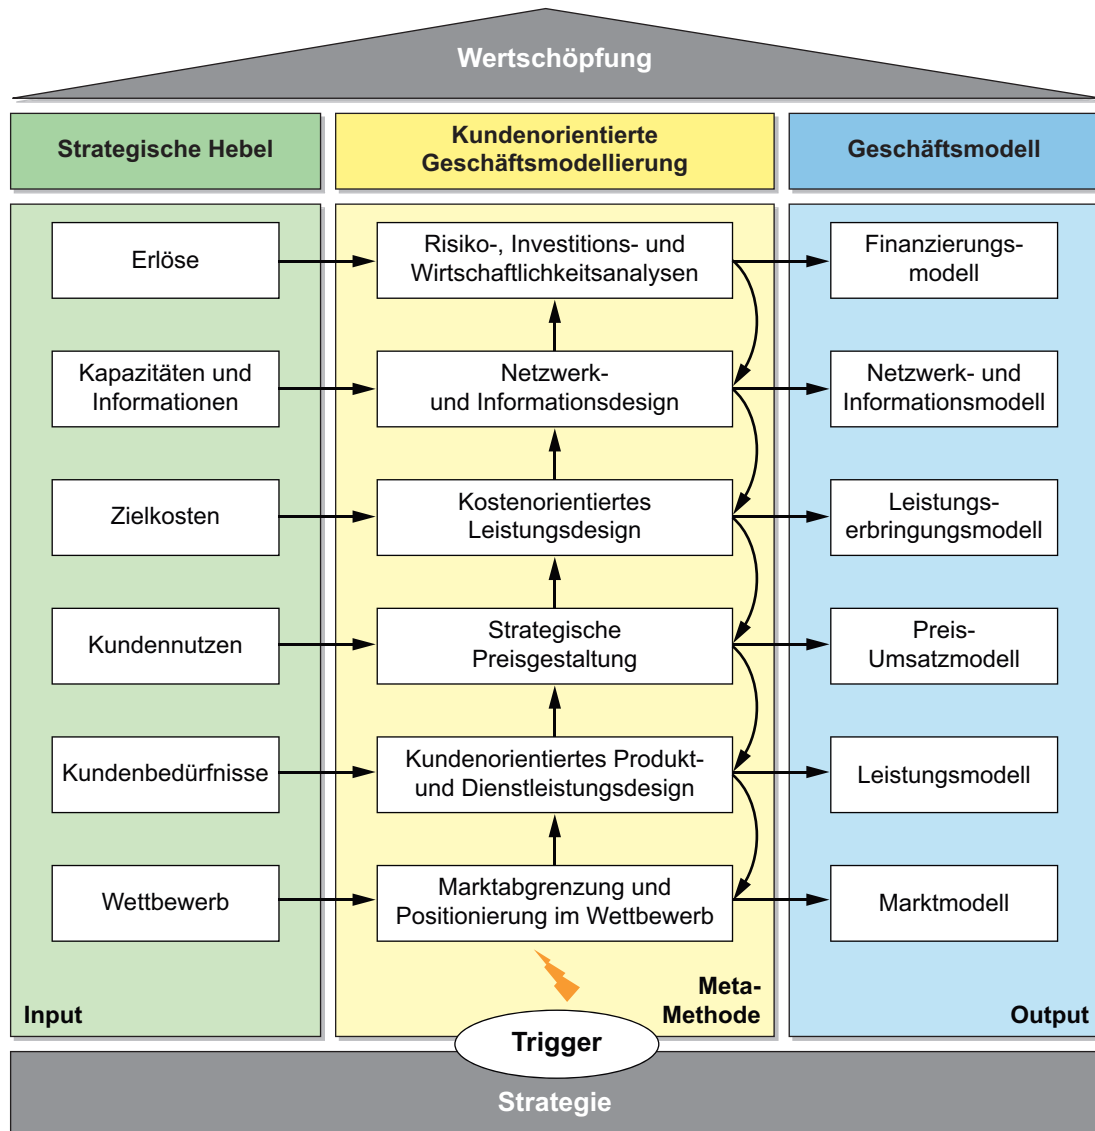 Wertschöpfung
Strategische Hebel
Kundenorientierte
Geschäftsmodellierung
Geschäftsmodell
Erlöse
Risiko-, Investitions- und
Wirtschaftlichkeitsanalysen
Finanzierungs-
modell
Kapazitäten und
Informationen
Netzwerk-
und Informationsdesign
Netzwerk- und
Informationsmodell
Zielkosten
Kostenorientiertes
Leistungsdesign
Leistungs-
erbringungsmodell
Kundennutzen
Strategische
Preisgestaltung
Preis-
Umsatzmodell
Kundenbedürfnisse
Kundenorientiertes Produkt-
und Dienstleistungsdesign
Leistungsmodell
Wettbewerb
Marktabgrenzung und
Positionierung im Wettbewerb
Marktmodell
Input
Meta-
Methode
Output
Trigger
Strategie